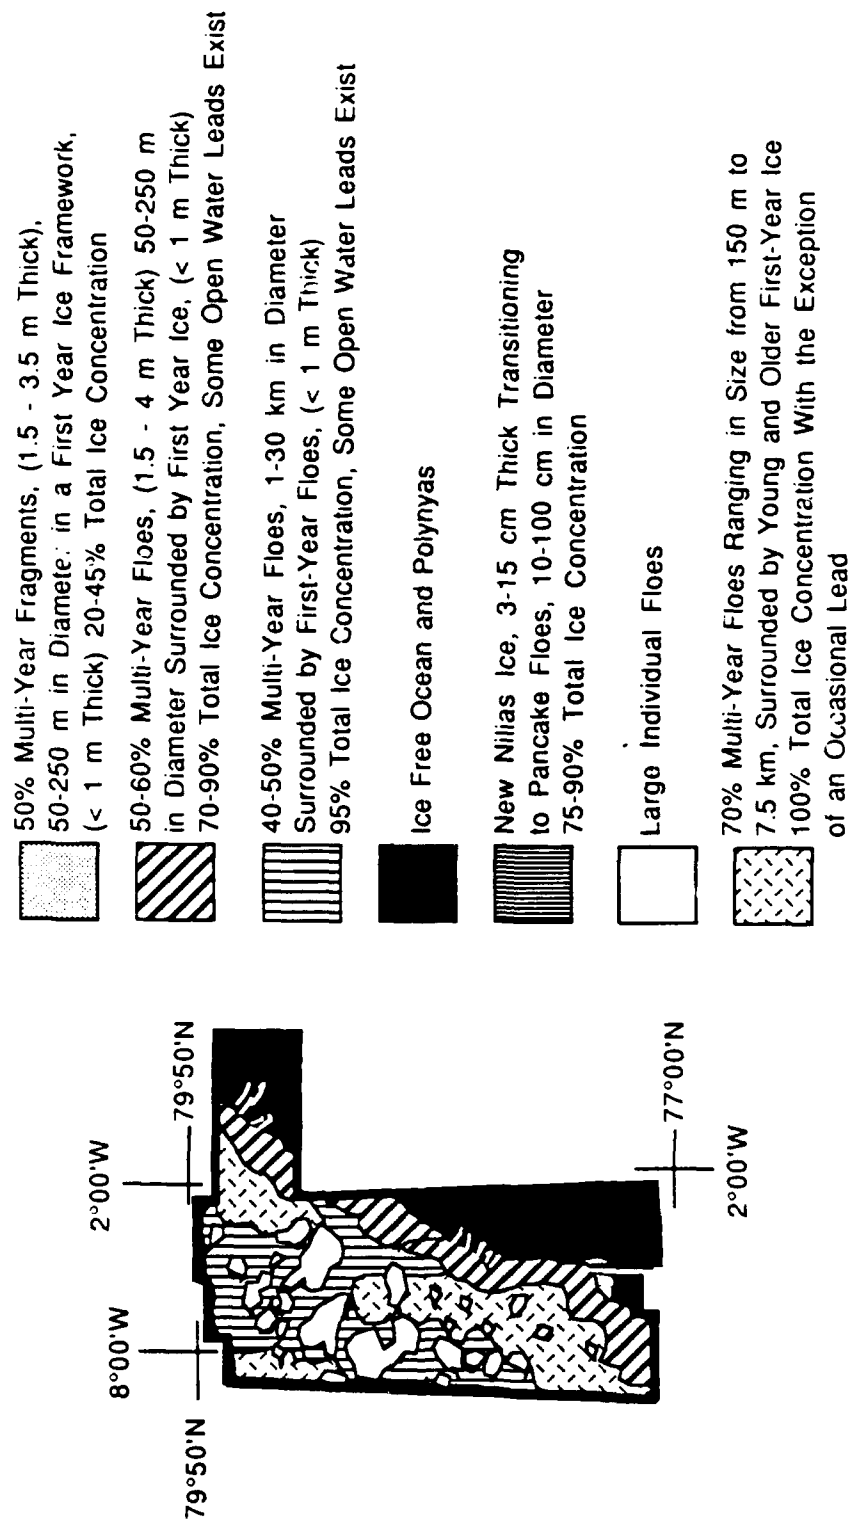 50% Multi-Year Fragments, (1.5 - 3.5 m Thick),
50-250 m in Diameter in a First Year Ice Framework,
(< 1 m Thick) 20-45% Total Ice Concentration
50-60% Multi-Year Floes, (1.5 - 4 m Thick) 50-250 m
in Diameter Surrounded by First Year Ice, (< 1 m Thick)
70-90% Total Ice Concentration, Some Open Water Leads Exist
40-50% Multi-Year Floes, 1-30 km in Diameter
Surrounded by First-Year Floes, (< 1 m Thick)
95% Total Ice Concentration, Some Open Water Leads Exist
Ice Free Ocean and Polynyas
New Nilias Ice, 3-15 cm Thick Transitioning
to Pancake Floes, 10-100 cm in Diameter
75-90% Total Ice Concentration
Large Individual Floes
70% Multi-Year Floes Ranging in Size from 150 m to
7.5 km, Surrounded by Young and Older First-Year Ice
100% Total Ice Concentration With the Exception
of an Occasional Lead
8°00'W
2°00'W
79°50'N
79°50'N
77°00'N
2°00'W